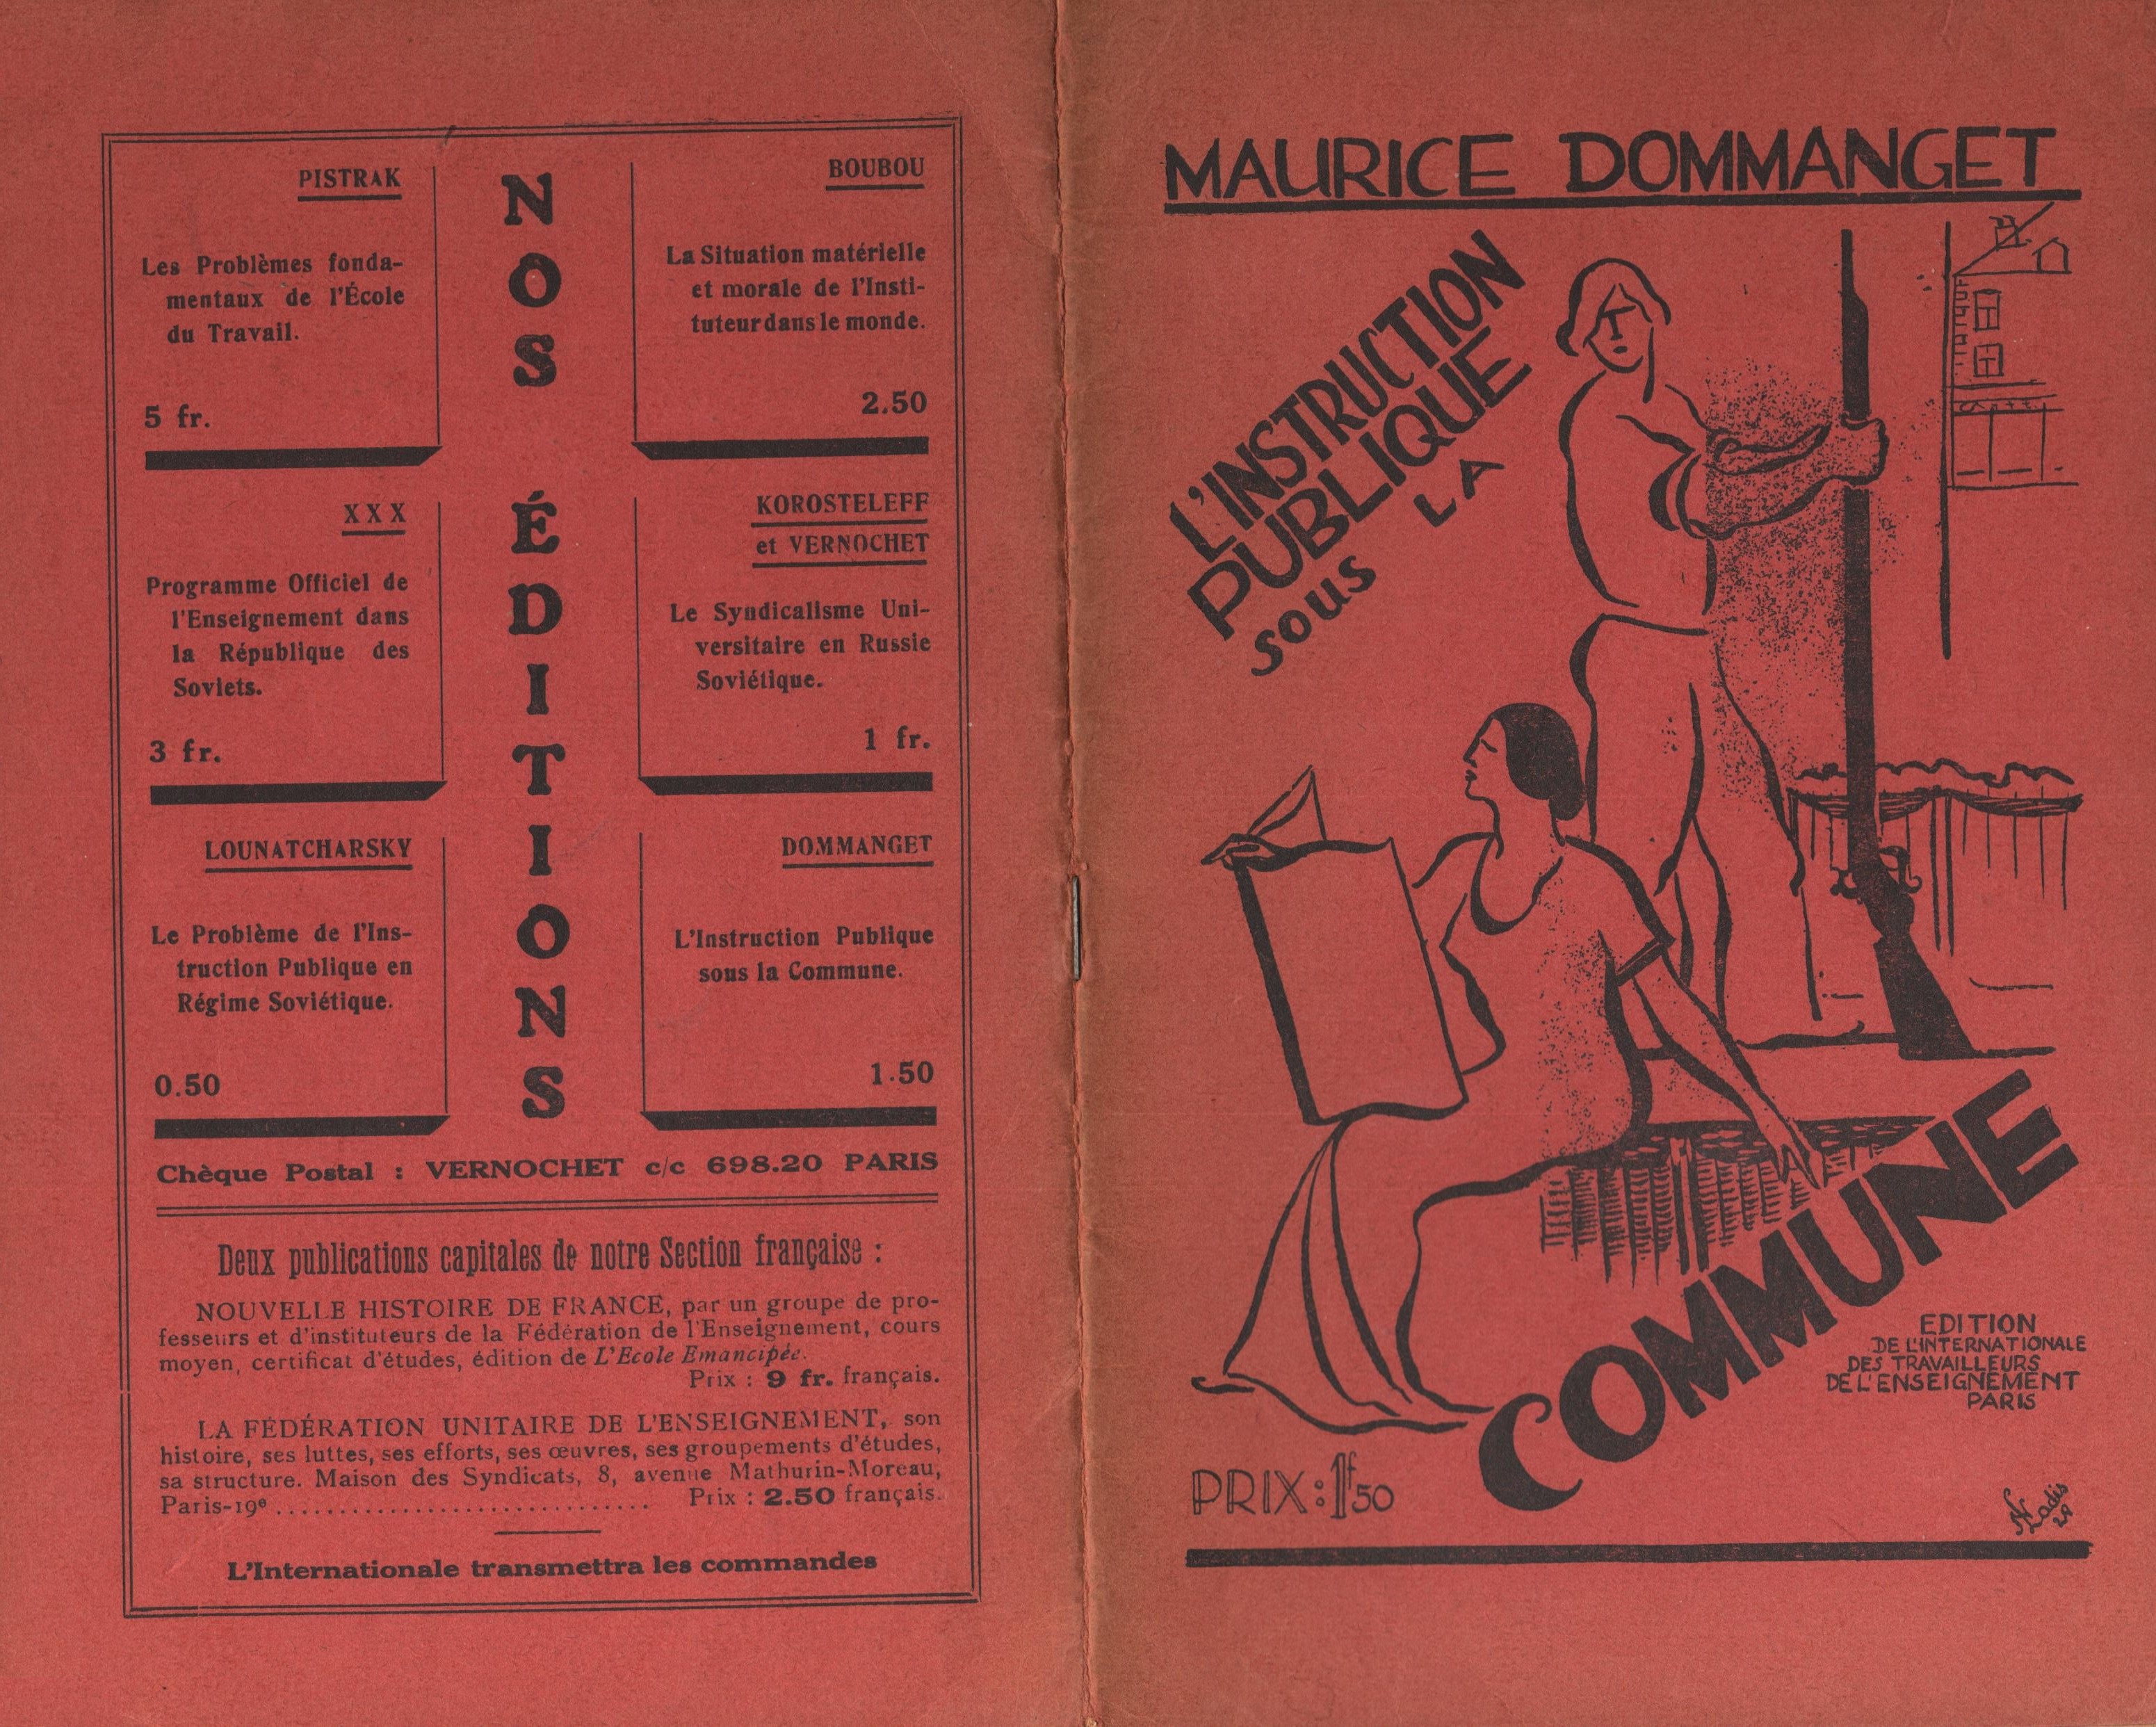 PISTRAK
Les Problèmes fonda-
mentaux de l'École
du Travail.
5 fr.
XXX
Programme Officiel de
l'Enseignement dans
la République des
Soviets.
3 fr.
LOUNATCHARSKY
Le Problème de l'Ins-
truction Publique en
Régime Soviétique.
0.50
NOS ÉDITIONS
BOUBOU
La Situation matérielle
et morale de l'Insti-
tuteur dans le monde.
2.50
KOROSTELEFF
et VERNOCHET
Le Syndicalisme Uni-
versitaire en Russie
Soviétique.
1 fr.
DOMMANGET
L'Instruction Publique
sous la Commune.
1.50
Chèque Postal : VERNOCHET c/c 698.20 PARIS
Deux publications capitales de notre Section française :
NOUVELLE HISTOIRE DE FRANCE, par un groupe de pro-
fesseurs et d'instituteurs de la Fédération de l'Enseignement, cours
moyen, certificat d'études, édition de L'Ecole Emancipée.
Prix : 9 fr. français.
LA FÉDÉRATION UNITAIRE DE L'ENSEIGNEMENT, son
histoire, ses luttes, ses efforts, ses œuvres, ses groupements d'études,
sa structure. Maison des Syndicats, 8, avenue Mathurin-Moreau,
Paris-19e .............................. Prix : 2.50 français.
L'Internationale transmettra les commandes
MAURICE DOMMANGET
L'INSTRUCTION
PUBLIQUE
sous LA
COMMUNE
EDITION
DE L'INTERNATIONALE
DES TRAVAILLEURS
DE L'ENSEIGNEMENT
PARIS
PRIX : 1f50